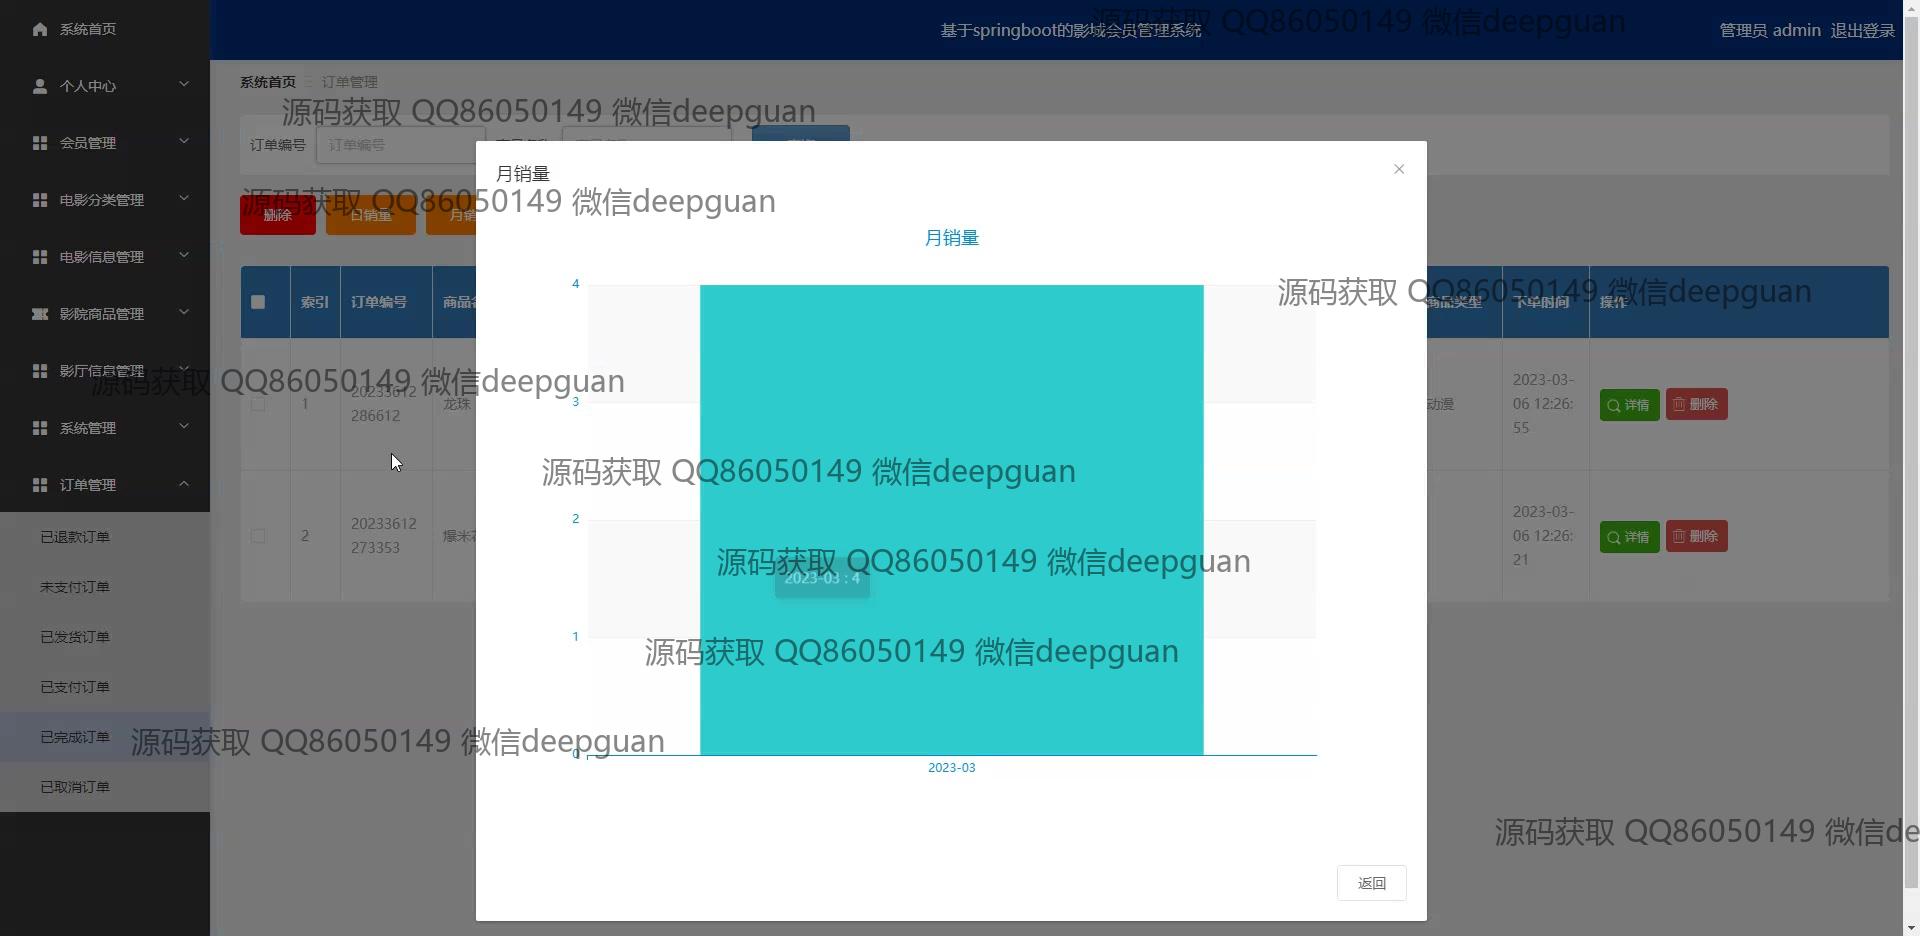 系统首页
个人中心
会员管理
电影分类管理
电影信息管理
影院商品管理
影厅信息管理
系统管理
订单管理
已退款订单
未支付订单
已发货订单
已支付订单
已完成订单
已取消订单
基于springboot的影城会员管理系统
管理员 admin 退出登录
源码获取 QQ86050149 微信deepguan
系统首页 订单管理
源码获取 QQ86050149 微信deepguan
订单编号 订单编号
删除 日销量 月销
源码获取 QQ86050149 微信deepguan
索引 订单编号 商品名
商品类型 下单时间 操作
源码获取 QQ86050149 微信deepguan
1 20233612286612 龙珠
动漫 2023-03-06 12:26:55 详情 删除
源码获取 QQ86050149 微信deepguan
2 20233612273353 爆米花
2023-03-06 12:26:21 详情 删除
月销量
月销量
4
3
2
1
0
2023-03
2023-03 : 4
源码获取 QQ86050149 微信deepguan
源码获取 QQ86050149 微信deepguan
源码获取 QQ86050149 微信deepguan
源码获取 QQ86050149 微信deepguan
源码获取 QQ86050149 微信de
返回